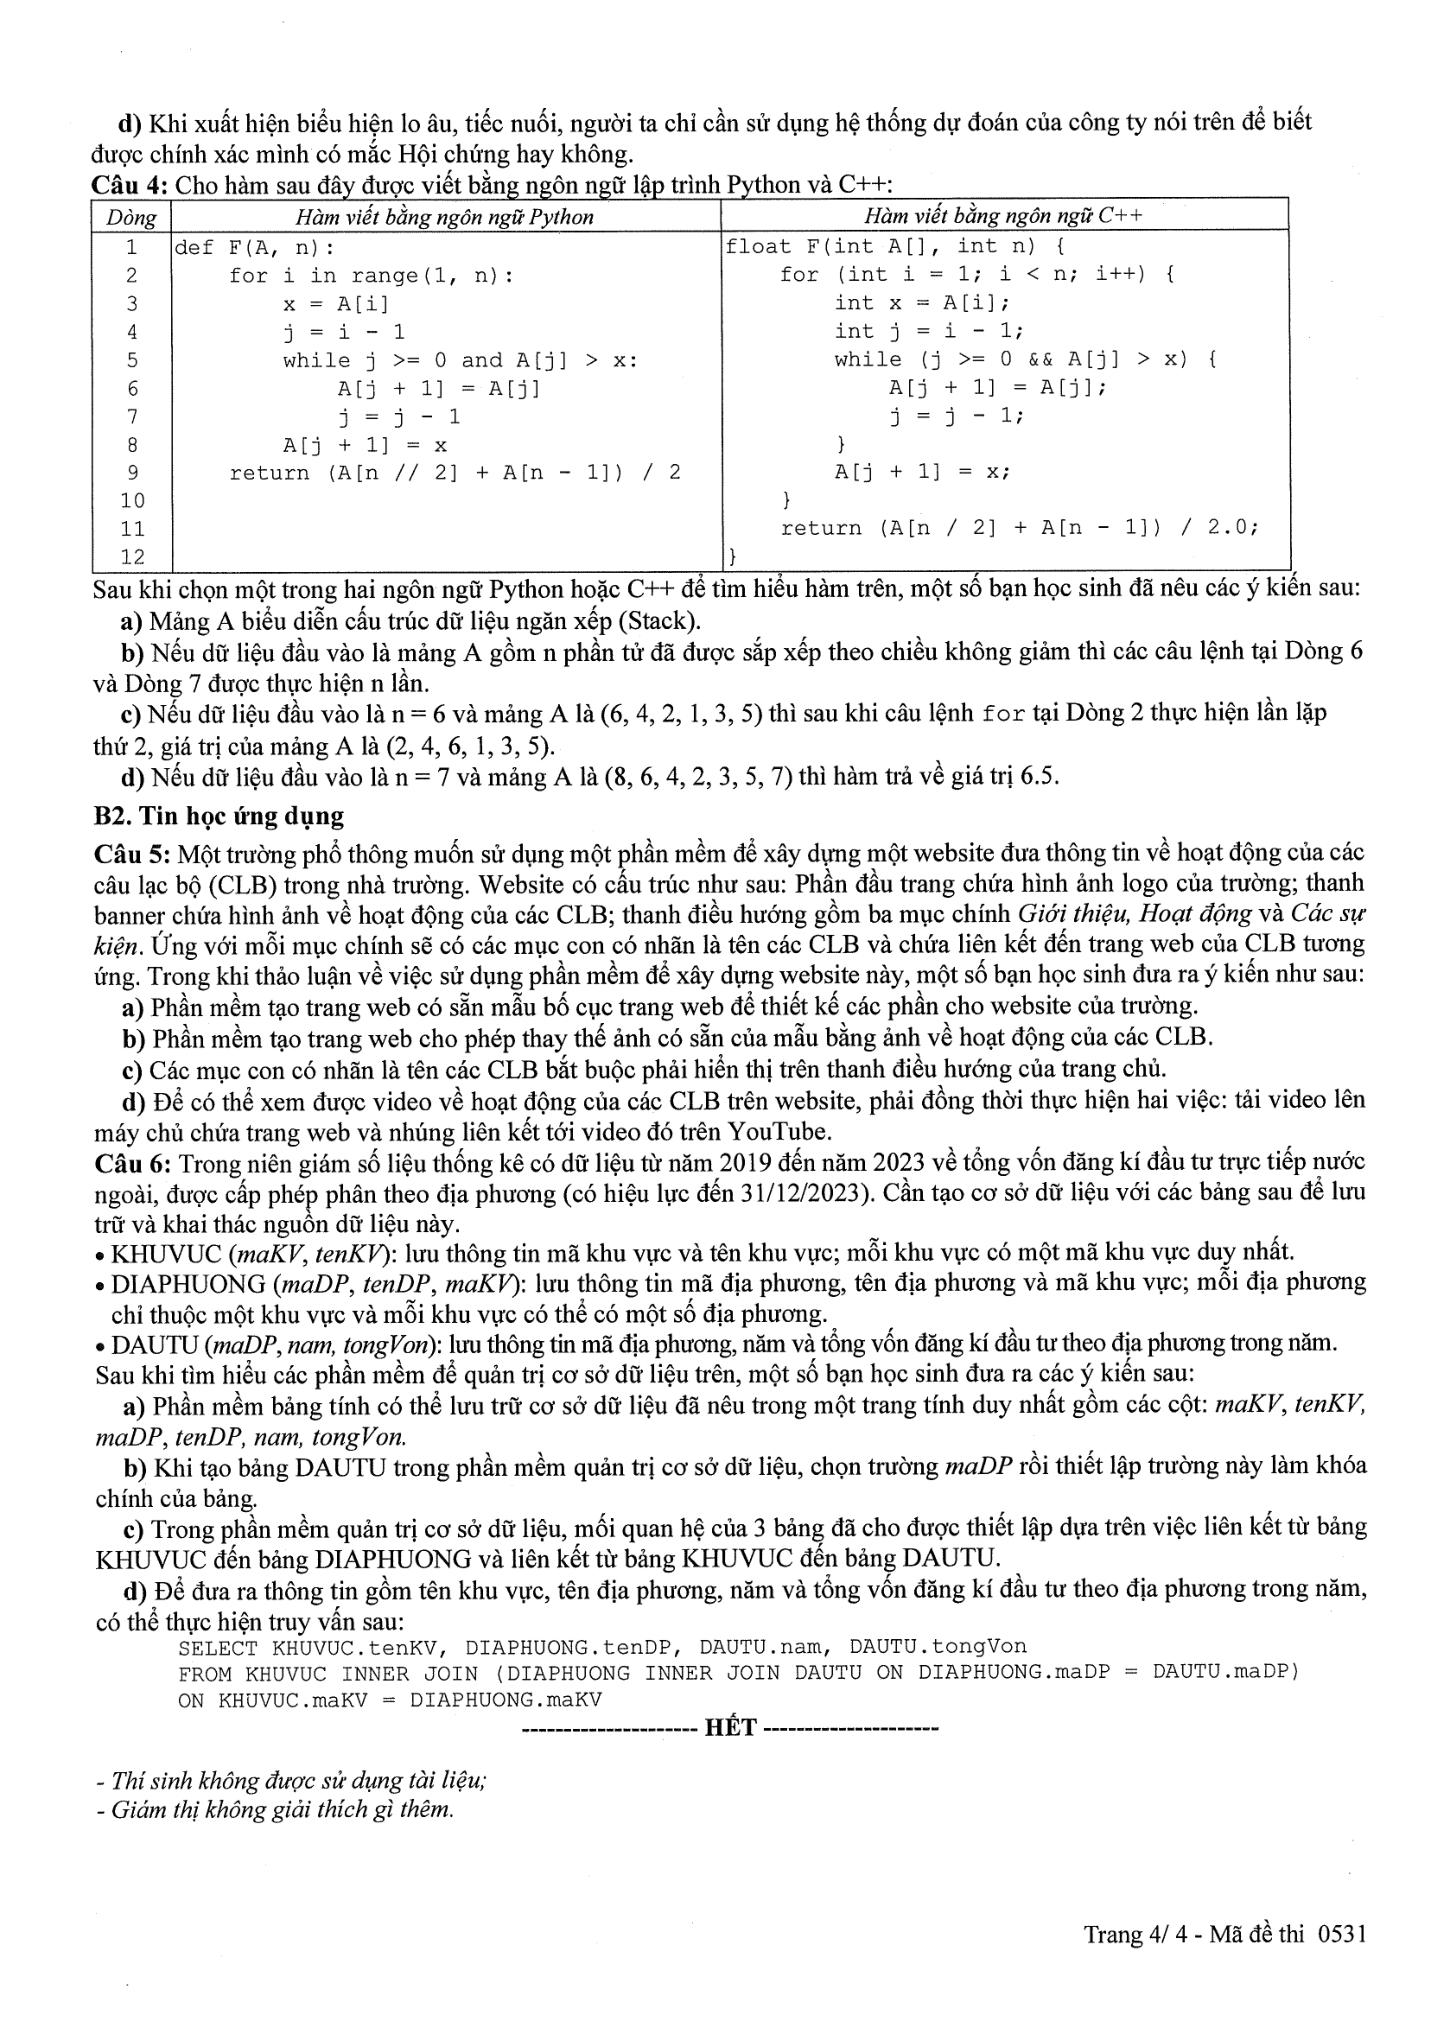 d) Khi xuất hiện biểu hiện lo âu, tiếc nuối, người ta chỉ cần sử dụng hệ thống dự đoán của công ty nói trên để biết
được chính xác mình có mắc Hội chứng hay không.
Câu 4: Cho hàm sau đây được viết bằng ngôn ngữ lập trình Python và C++:
Dòng Hàm viết bằng ngôn ngữ Python Hàm viết bằng ngôn ngữ C++
1 def F(A, n): float F(int A[], int n) {
2 for i in range(1, n): for (int i = 1; i < n; i++) {
3 x = A[i] int x = A[i];
4 j = i - 1 int j = i - 1;
5 while j >= 0 and A[j] > x: while (j >= 0 && A[j] > x) {
6 A[j + 1] = A[j] A[j + 1] = A[j];
7 j = j - 1 j = j - 1;
8 A[j + 1] = x }
9 return (A[n // 2] + A[n - 1]) / 2 A[j + 1] = x;
10 }
11 return (A[n / 2] + A[n - 1]) / 2.0;
12 }
Sau khi chọn một trong hai ngôn ngữ Python hoặc C++ để tìm hiểu hàm trên, một số bạn học sinh đã nêu các ý kiến sau:
a) Mảng A biểu diễn cấu trúc dữ liệu ngăn xếp (Stack).
b) Nếu dữ liệu đầu vào là mảng A gồm n phần tử đã được sắp xếp theo chiều không giảm thì các câu lệnh tại Dòng 6
và Dòng 7 được thực hiện n lần.
c) Nếu dữ liệu đầu vào là n = 6 và mảng A là (6, 4, 2, 1, 3, 5) thì sau khi câu lệnh for tại Dòng 2 thực hiện lần lặp
thứ 2, giá trị của mảng A là (2, 4, 6, 1, 3, 5).
d) Nếu dữ liệu đầu vào là n = 7 và mảng A là (8, 6, 4, 2, 3, 5, 7) thì hàm trả về giá trị 6.5.
B2. Tin học ứng dụng
Câu 5: Một trường phổ thông muốn sử dụng một phần mềm để xây dựng một website đưa thông tin về hoạt động của các
câu lạc bộ (CLB) trong nhà trường. Website có cấu trúc như sau: Phần đầu trang chứa hình ảnh logo của trường; thanh
banner chứa hình ảnh về hoạt động của các CLB; thanh điều hướng gồm ba mục chính Giới thiệu, Hoạt động và Các sự
kiện. Ứng với mỗi mục chính sẽ có các mục con có nhãn là tên các CLB và chứa liên kết đến trang web của CLB tương
ứng. Trong khi thảo luận về việc sử dụng phần mềm để xây dựng website này, một số bạn học sinh đưa ra ý kiến như sau:
a) Phần mềm tạo trang web có sẵn mẫu bố cục trang web để thiết kế các phần cho website của trường.
b) Phần mềm tạo trang web cho phép thay thế ảnh có sẵn của mẫu bằng ảnh về hoạt động của các CLB.
c) Các mục con có nhãn là tên các CLB bắt buộc phải hiển thị trên thanh điều hướng của trang chủ.
d) Để có thể xem được video về hoạt động của các CLB trên website, phải đồng thời thực hiện hai việc: tải video lên
máy chủ chứa trang web và nhúng liên kết tới video đó trên YouTube.
Câu 6: Trong niên giám số liệu thống kê có dữ liệu từ năm 2019 đến năm 2023 về tổng vốn đăng kí đầu tư trực tiếp nước
ngoài, được cấp phép phân theo địa phương (có hiệu lực đến 31/12/2023). Cần tạo cơ sở dữ liệu với các bảng sau để lưu
trữ và khai thác nguồn dữ liệu này.
• KHUVUC (maKV, tenKV): lưu thông tin mã khu vực và tên khu vực; mỗi khu vực có một mã khu vực duy nhất.
• DIAPHUONG (maDP, tenDP, maKV): lưu thông tin mã địa phương, tên địa phương và mã khu vực; mỗi địa phương
chỉ thuộc một khu vực và mỗi khu vực có thể có một số địa phương.
• DAUTU (maDP, nam, tongVon): lưu thông tin mã địa phương, năm và tổng vốn đăng kí đầu tư theo địa phương trong năm.
Sau khi tìm hiểu các phần mềm để quản trị cơ sở dữ liệu trên, một số bạn học sinh đưa ra các ý kiến sau:
a) Phần mềm bảng tính có thể lưu trữ cơ sở dữ liệu đã nêu trong một trang tính duy nhất gồm các cột: maKV, tenKV,
maDP, tenDP, nam, tongVon.
b) Khi tạo bảng DAUTU trong phần mềm quản trị cơ sở dữ liệu, chọn trường maDP rồi thiết lập trường này làm khóa
chính của bảng.
c) Trong phần mềm quản trị cơ sở dữ liệu, mối quan hệ của 3 bảng đã cho được thiết lập dựa trên việc liên kết từ bảng
KHUVUC đến bảng DIAPHUONG và liên kết từ bảng KHUVUC đến bảng DAUTU.
d) Để đưa ra thông tin gồm tên khu vực, tên địa phương, năm và tổng vốn đăng kí đầu tư theo địa phương trong năm,
có thể thực hiện truy vấn sau:
SELECT KHUVUC.tenKV, DIAPHUONG.tenDP, DAUTU.nam, DAUTU.tongVon
FROM KHUVUC INNER JOIN (DIAPHUONG INNER JOIN DAUTU ON DIAPHUONG.maDP = DAUTU.maDP)
ON KHUVUC.maKV = DIAPHUONG.maKV
--------------------- HẾT ---------------------
- Thí sinh không được sử dụng tài liệu;
- Giám thị không giải thích gì thêm.
Trang 4/ 4 - Mã đề thi 0531